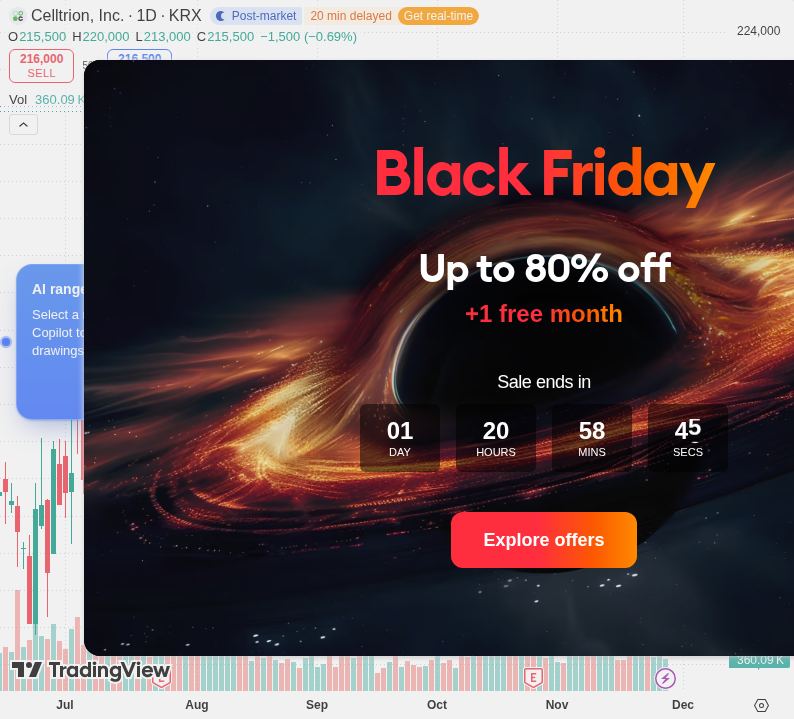 Celltrion, Inc. · 1D · KRX Post-market 20 min delayed Get real-time
O215,500 H220,000 L213,000 C215,500 −1,500 (−0.69%)
224,000
216,000
SELL
216,500
Vol 360.09 K
Black Friday
Up to 80% off
+1 free month
AI range
Select a
Copilot to
drawings
Sale ends in
01 20 58 45
DAY HOURS MINS SECS
Explore offers
360.09 K
TradingView
E
E
Jul Aug Sep Oct Nov Dec